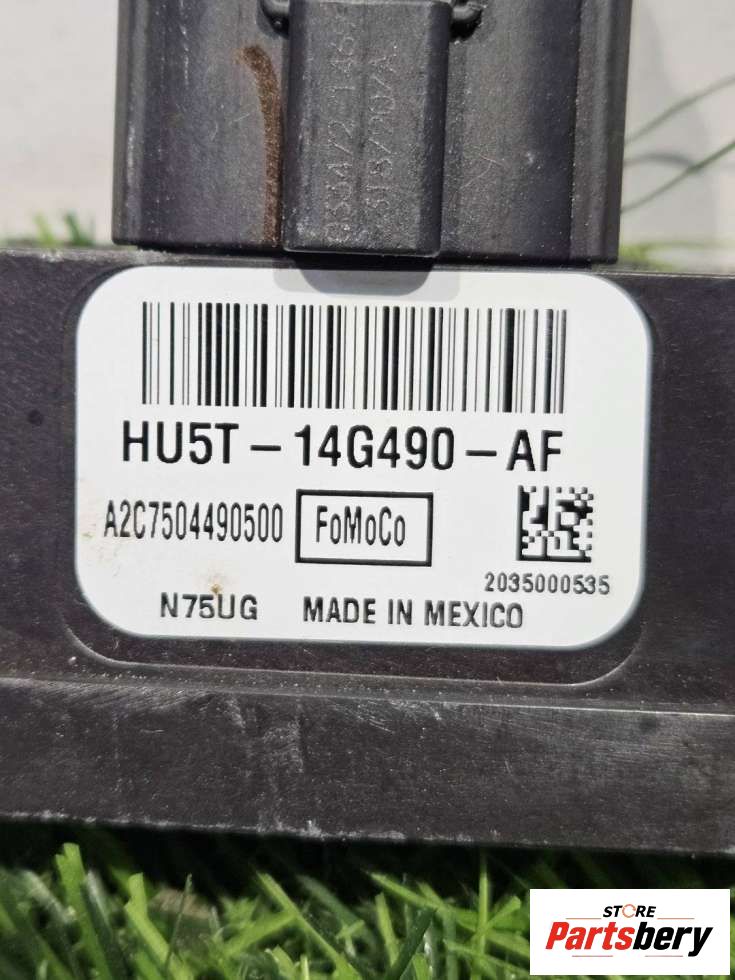 HU5T-14G490-AF
A2C7504490500 FoMoCo
2035000535
N75UG MADE IN MEXICO
STORE
Partsbery